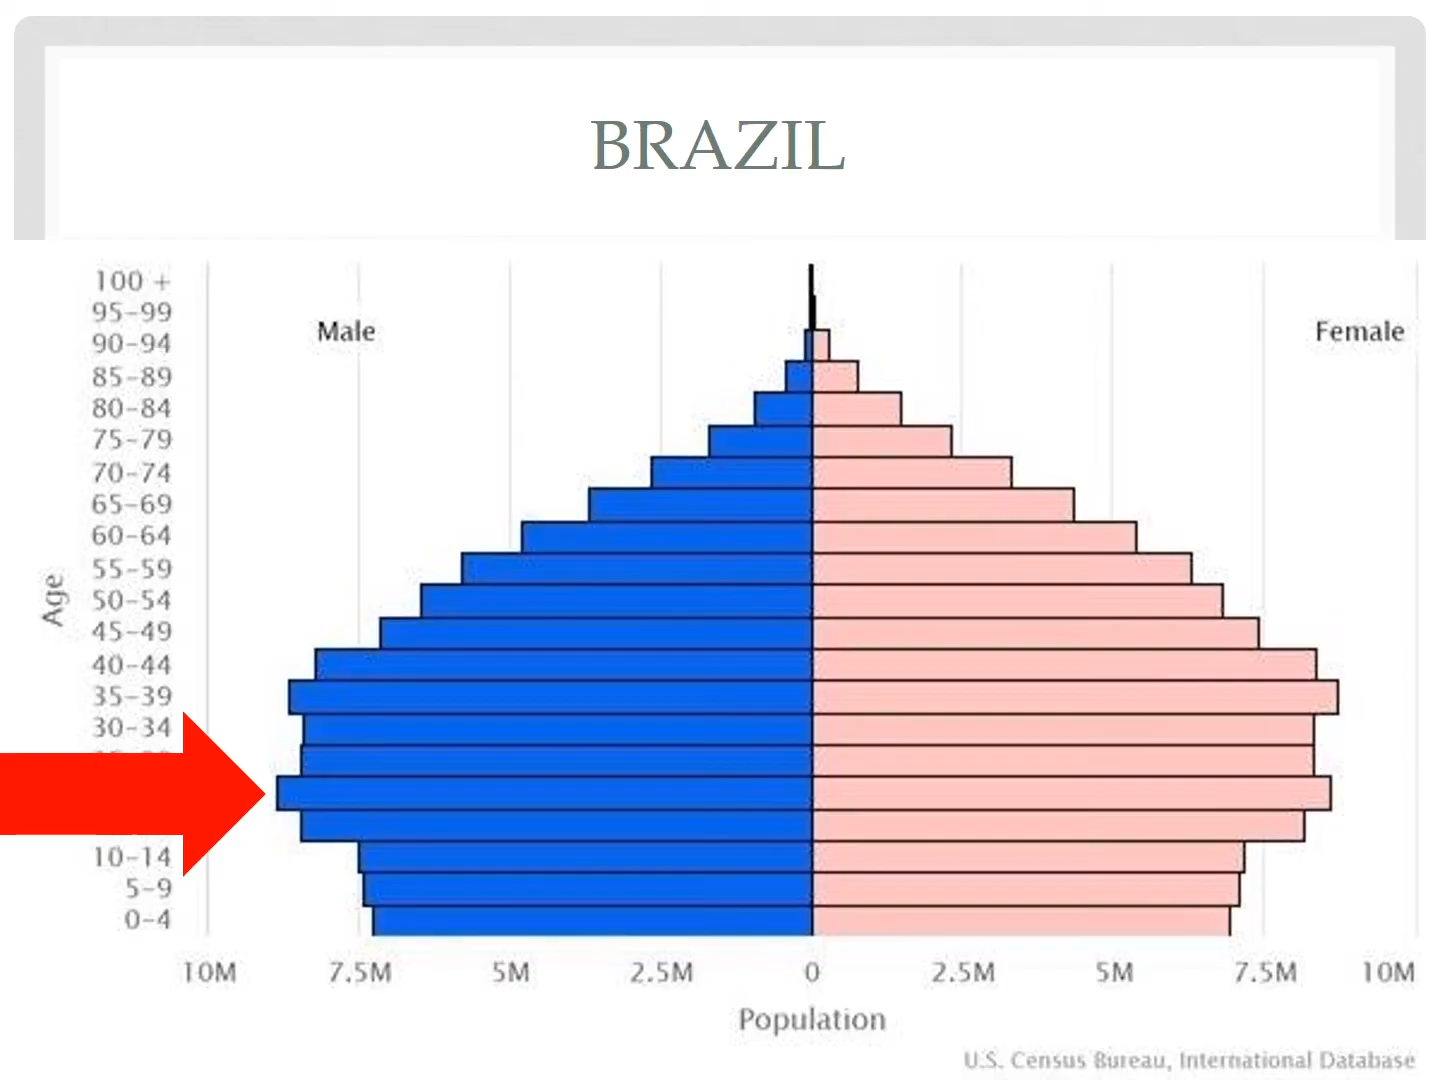 BRAZIL
100 +
95-99
90-94
85-89
80-84
75-79
70-74
65-69
60-64
55-59
50-54
45-49
40-44
35-39
30-34
10-14
5-9
0-4
Age
Male
Female
10M 7.5M 5M 2.5M 0 2.5M 5M 7.5M 10M
Population
U.S. Census Bureau, International Database